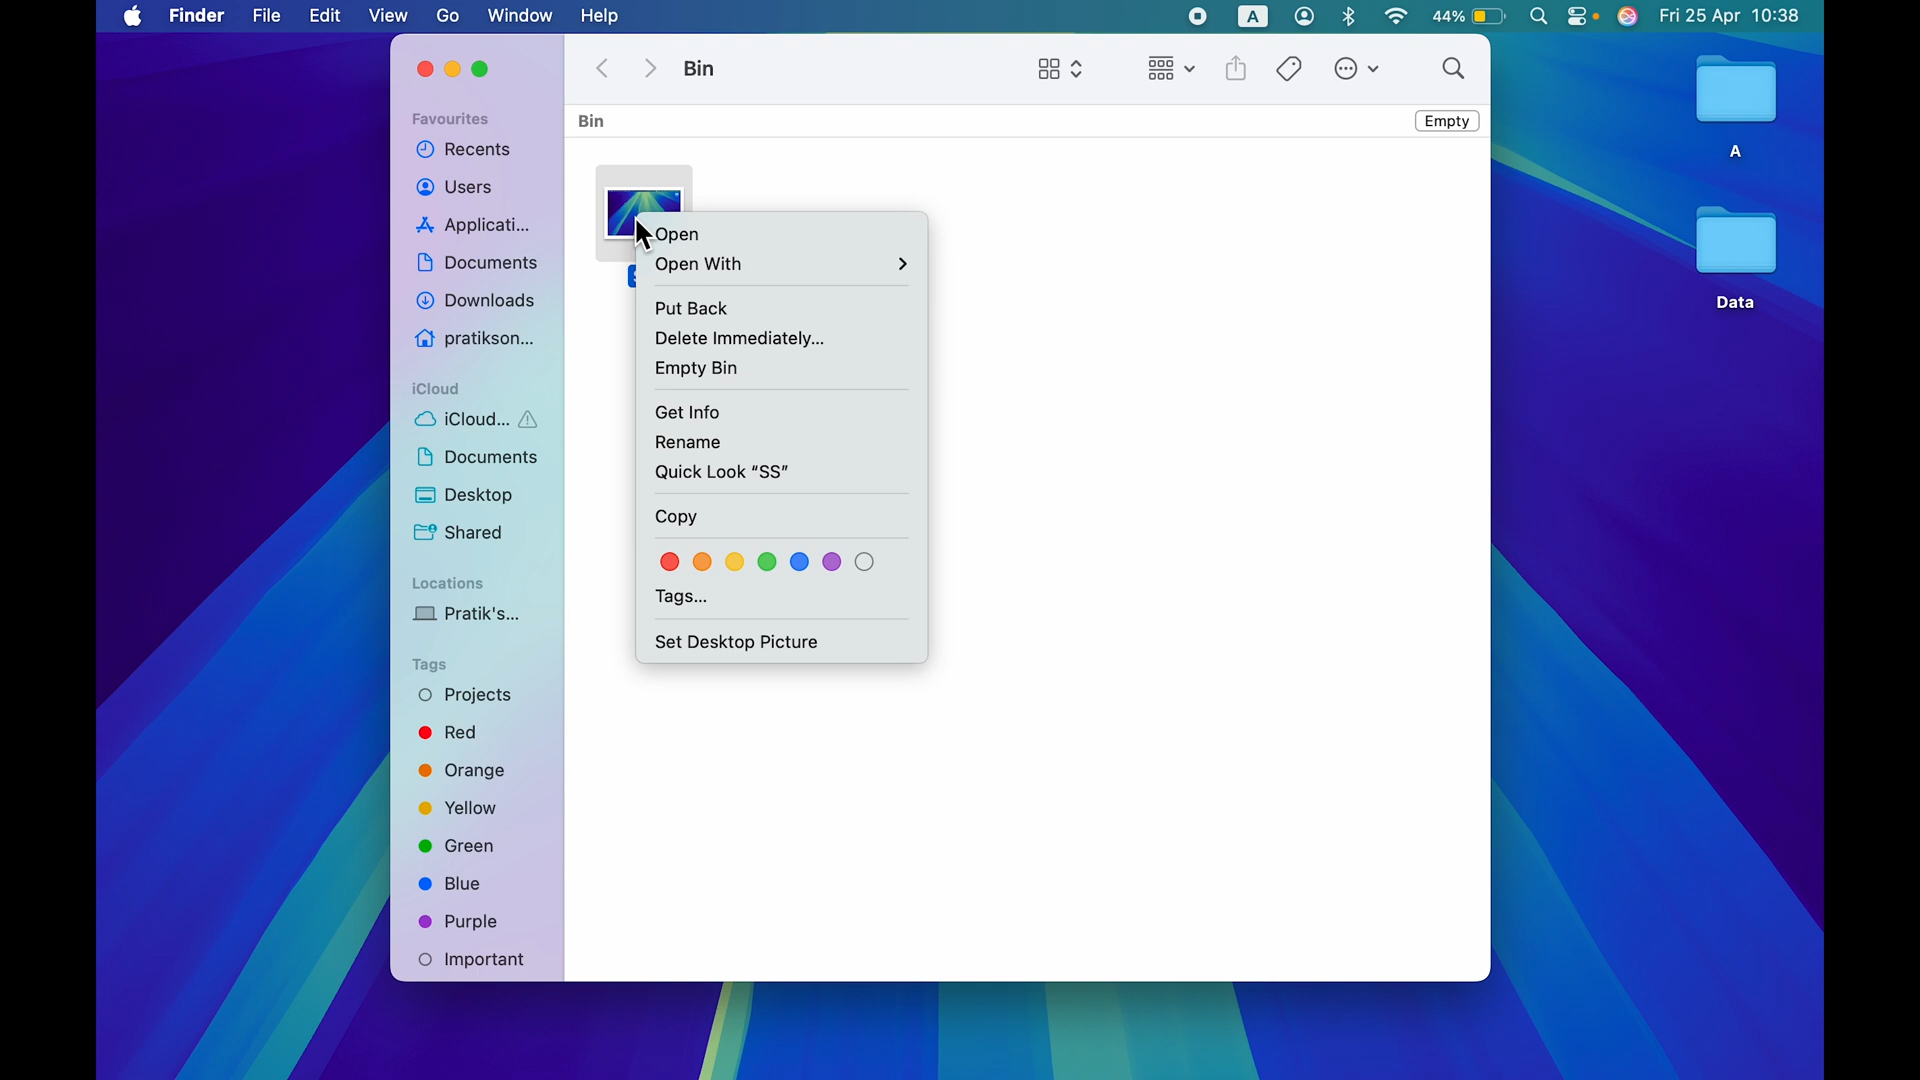 Finder File Edit View Go Window Help A 44% Fri 25 Apr 10:38
Bin
Favourites
Recents
Users
Applicati...
Documents
Downloads
pratikson...
iCloud
iCloud...
Documents
Desktop
Shared
Locations
Pratik's...
Tags
Projects
Red
Orange
Yellow
Green
Blue
Purple
Important
Bin Empty
Open
Open With
Put Back
Delete Immediately...
Empty Bin
Get Info
Rename
Quick Look “SS”
Copy
Tags...
Set Desktop Picture
A
Data